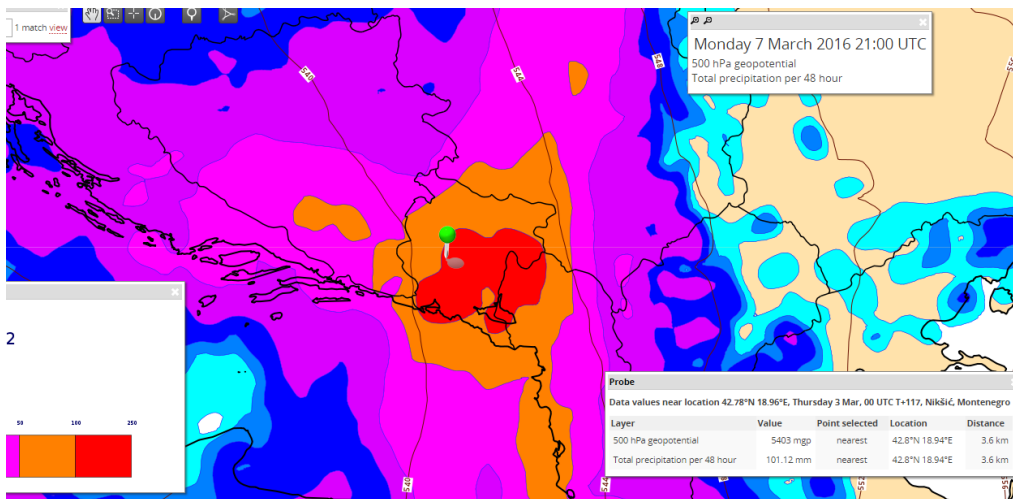 1 match view
Monday 7 March 2016 21:00 UTC
500 hPa geopotential
Total precipitation per 48 hour
540
544
548
2
50 100 250
540
544
548
552
Probe
Data values near location 42.78°N 18.96°E, Thursday 3 Mar, 00 UTC T+117, Nikšić, Montenegro
Layer Value Point selected Location Distance
500 hPa geopotential 5403 mgp nearest 42.8°N 18.94°E 3.6 km
Total precipitation per 48 hour 101.12 mm nearest 42.8°N 18.94°E 3.6 km